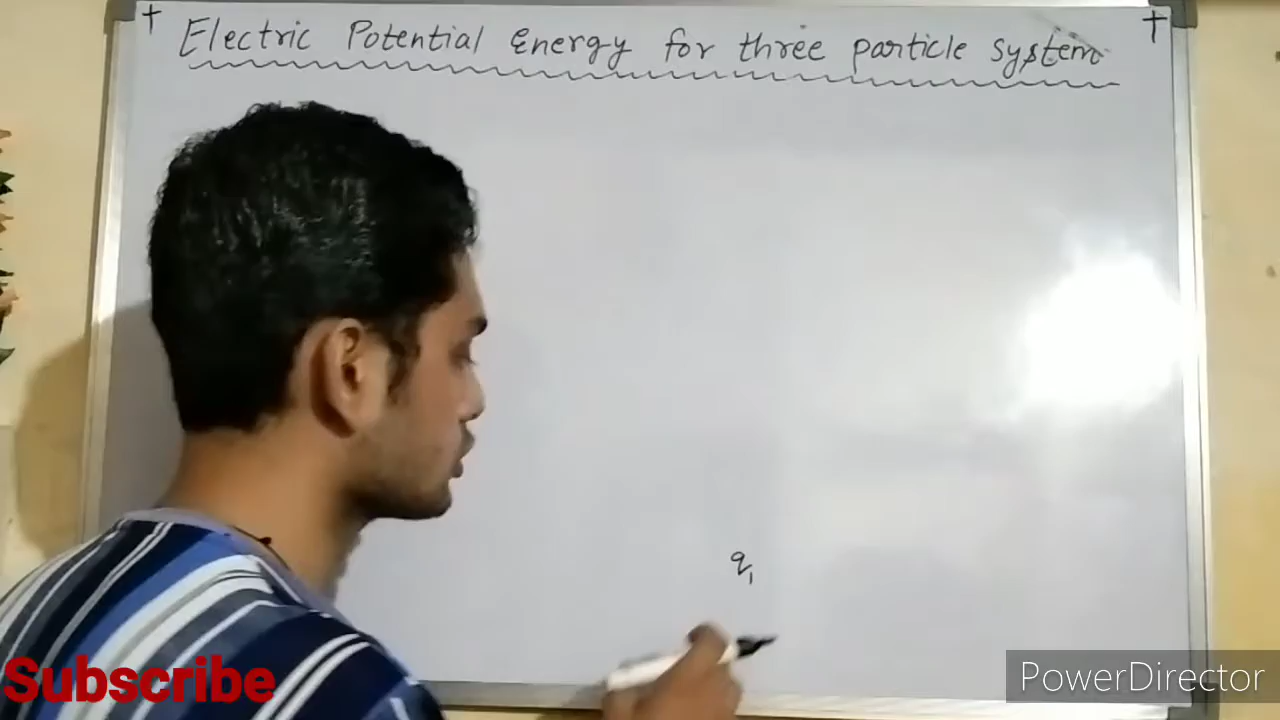 † Electric Potential Energy for three particle system †
q1
Subscribe
PowerDirector